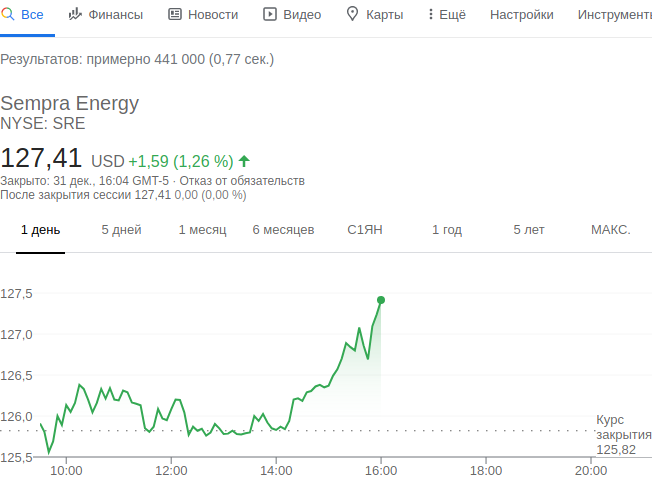 Все Финансы Новости Видео Карты Ещё Настройки Инструменты
Результатов: примерно 441 000 (0,77 сек.)
Sempra Energy
NYSE: SRE
127,41 USD +1,59 (1,26 %)
Закрыто: 31 дек., 16:04 GMT-5 · Отказ от обязательств
После закрытия сессии 127,41 0,00 (0,00 %)
1 день 5 дней 1 месяц 6 месяцев С1ЯН 1 год 5 лет МАКС.
127,5
127,0
126,5
126,0
125,5
Курс
закрытия
125,82
10:00 12:00 14:00 16:00 18:00 20:00